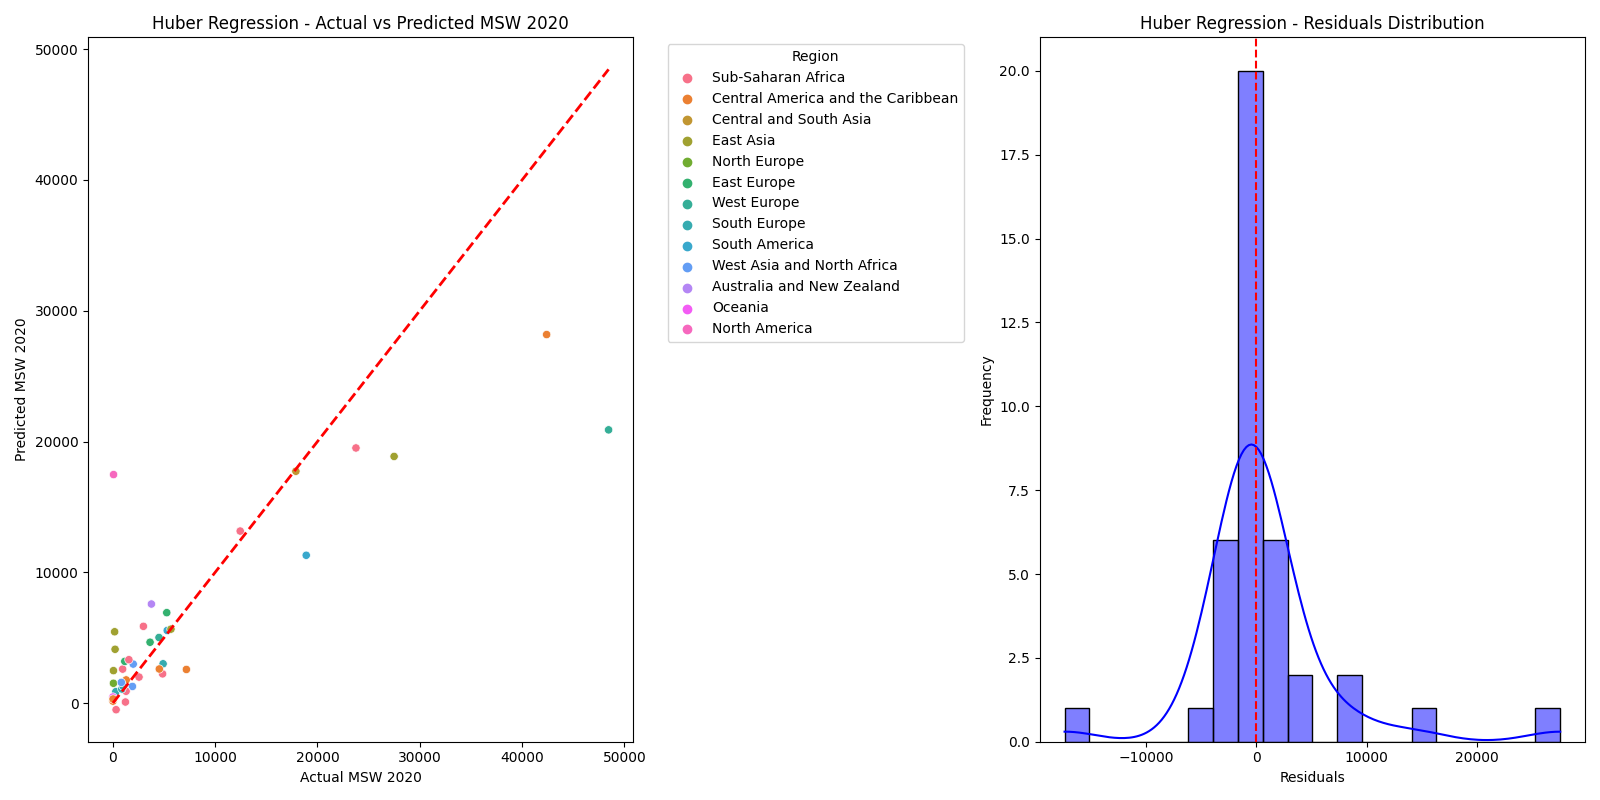 Huber Regression - Actual vs Predicted MSW 2020
50000
40000
30000
20000
10000
0
Predicted MSW 2020
0
10000
20000
30000
40000
50000
Actual MSW 2020
Region
Sub-Saharan Africa
Central America and the Caribbean
Central and South Asia
East Asia
North Europe
East Europe
West Europe
South Europe
South America
West Asia and North Africa
Australia and New Zealand
Oceania
North America
Huber Regression - Residuals Distribution
20.0
17.5
15.0
12.5
10.0
7.5
5.0
2.5
0.0
Frequency
−10000
0
10000
20000
Residuals